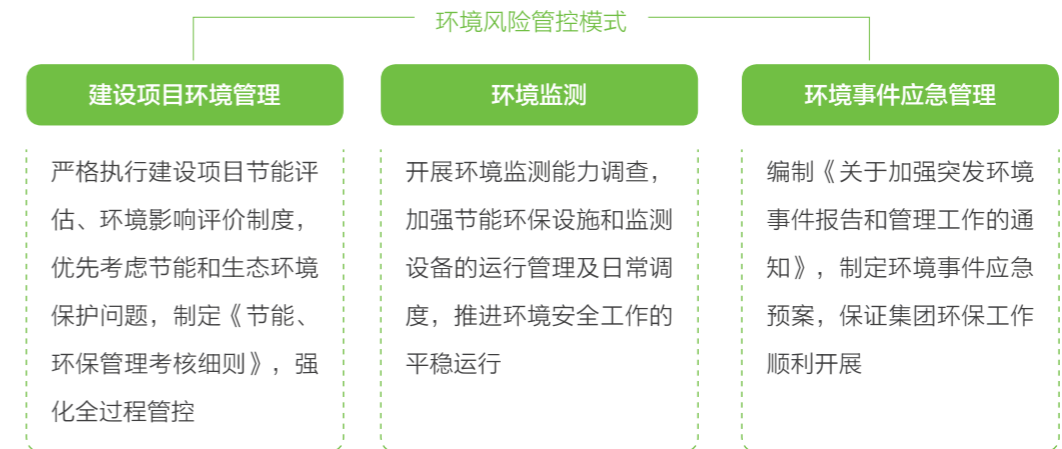 环境风险管控模式
建设项目环境管理
严格执行建设项目节能评
估、环境影响评价制度，
优先考虑节能和生态环境
保护问题，制定《节能、
环保管理考核细则》，强
化全过程管控
环境监测
开展环境监测能力调查，
加强节能环保设施和监测
设备的运行管理及日常调
度，推进环境安全工作的
平稳运行
环境事件应急管理
编制《关于加强突发环境
事件报告和管理工作的通
知》，制定环境事件应急
预案，保证集团环保工作
顺利开展